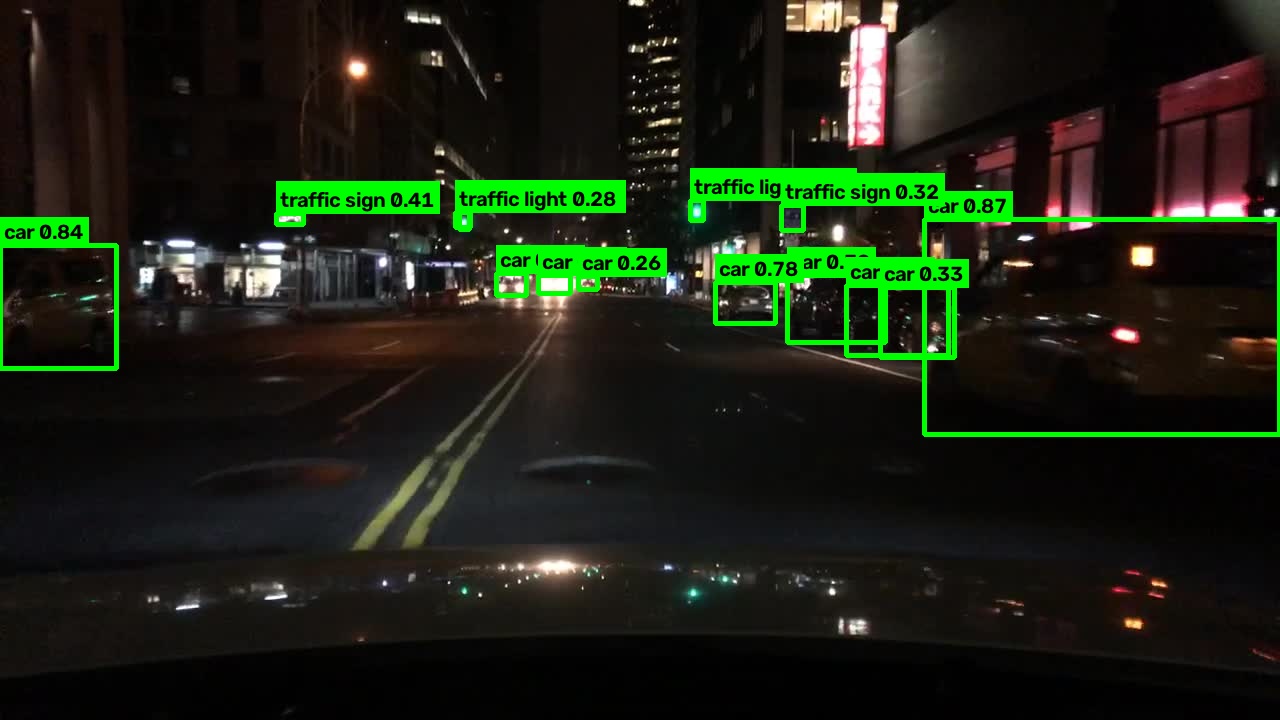 PARK
traffic sign 0.41
traffic light 0.28
traffic lig
traffic sign 0.32
car 0.87
car 0.84
car
car
car 0.26
car 0.78
car
car 0.33